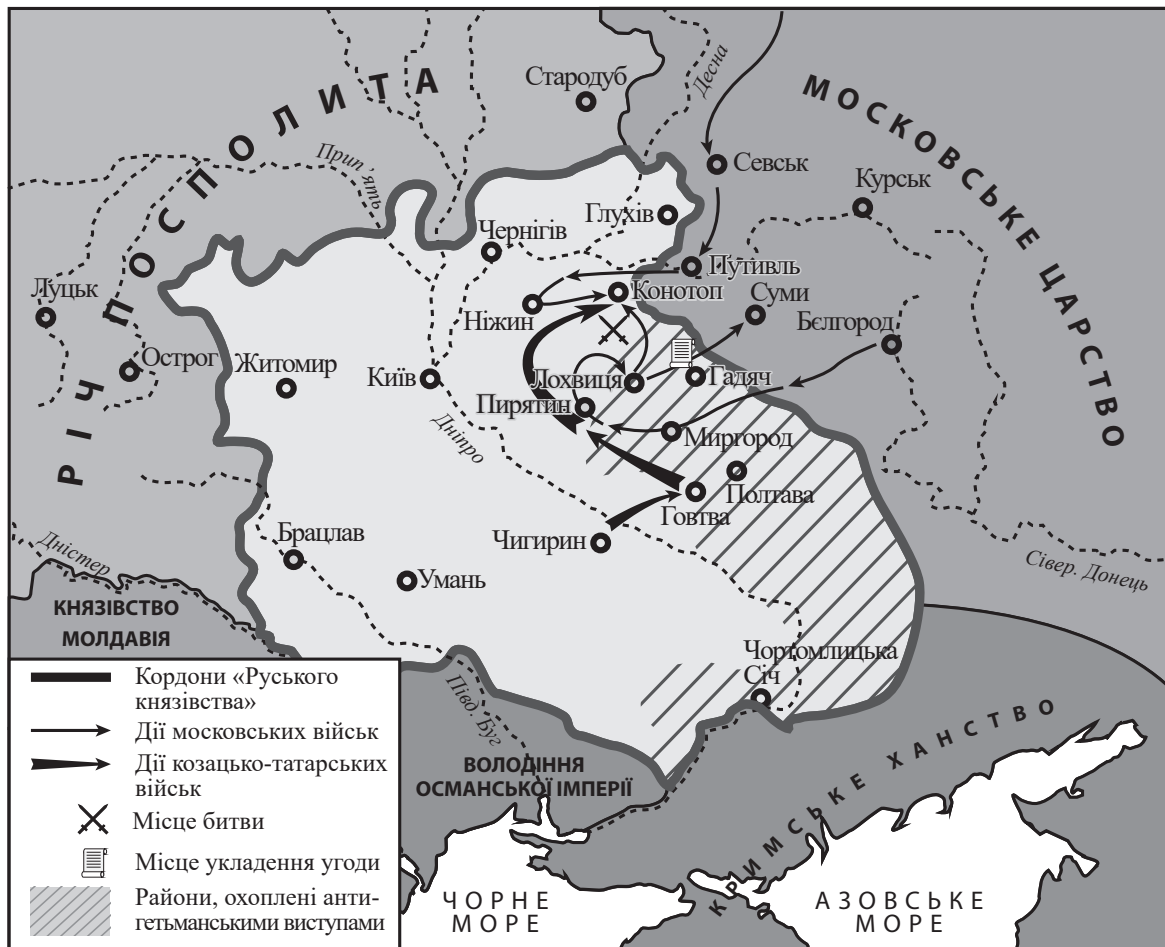 РІЧ ПОСПОЛИТА
МОСКОВСЬКЕ ЦАРСТВО
Стародуб
Десна
Севськ
Курськ
Прип’ять
Глухів
Чернігів
Путивль
Луцьк
Конотоп
Суми
Ніжин
Бєлгород
Острог
Житомир
Київ
Лохвиця
Гадяч
Пирятин
Дніпро
Миргород
Полтава
Говтва
Брацлав
Чигирин
Дністер
Умань
Сівер. Донець
КНЯЗІВСТВО
МОЛДАВІЯ
Чортомлицька
Січ
Півд. Буг
ВОЛОДІННЯ
ОСМАНСЬКОЇ ІМПЕРІЇ
КРИМСЬКЕ ХАНСТВО
ЧОРНЕ
МОРЕ
АЗОВСЬКЕ
МОРЕ
Кордони «Руського
князівства»
Дії московських військ
Дії козацько-татарських
військ
Місце битви
Місце укладення угоди
Райони, охоплені анти-
гетьманськими виступами